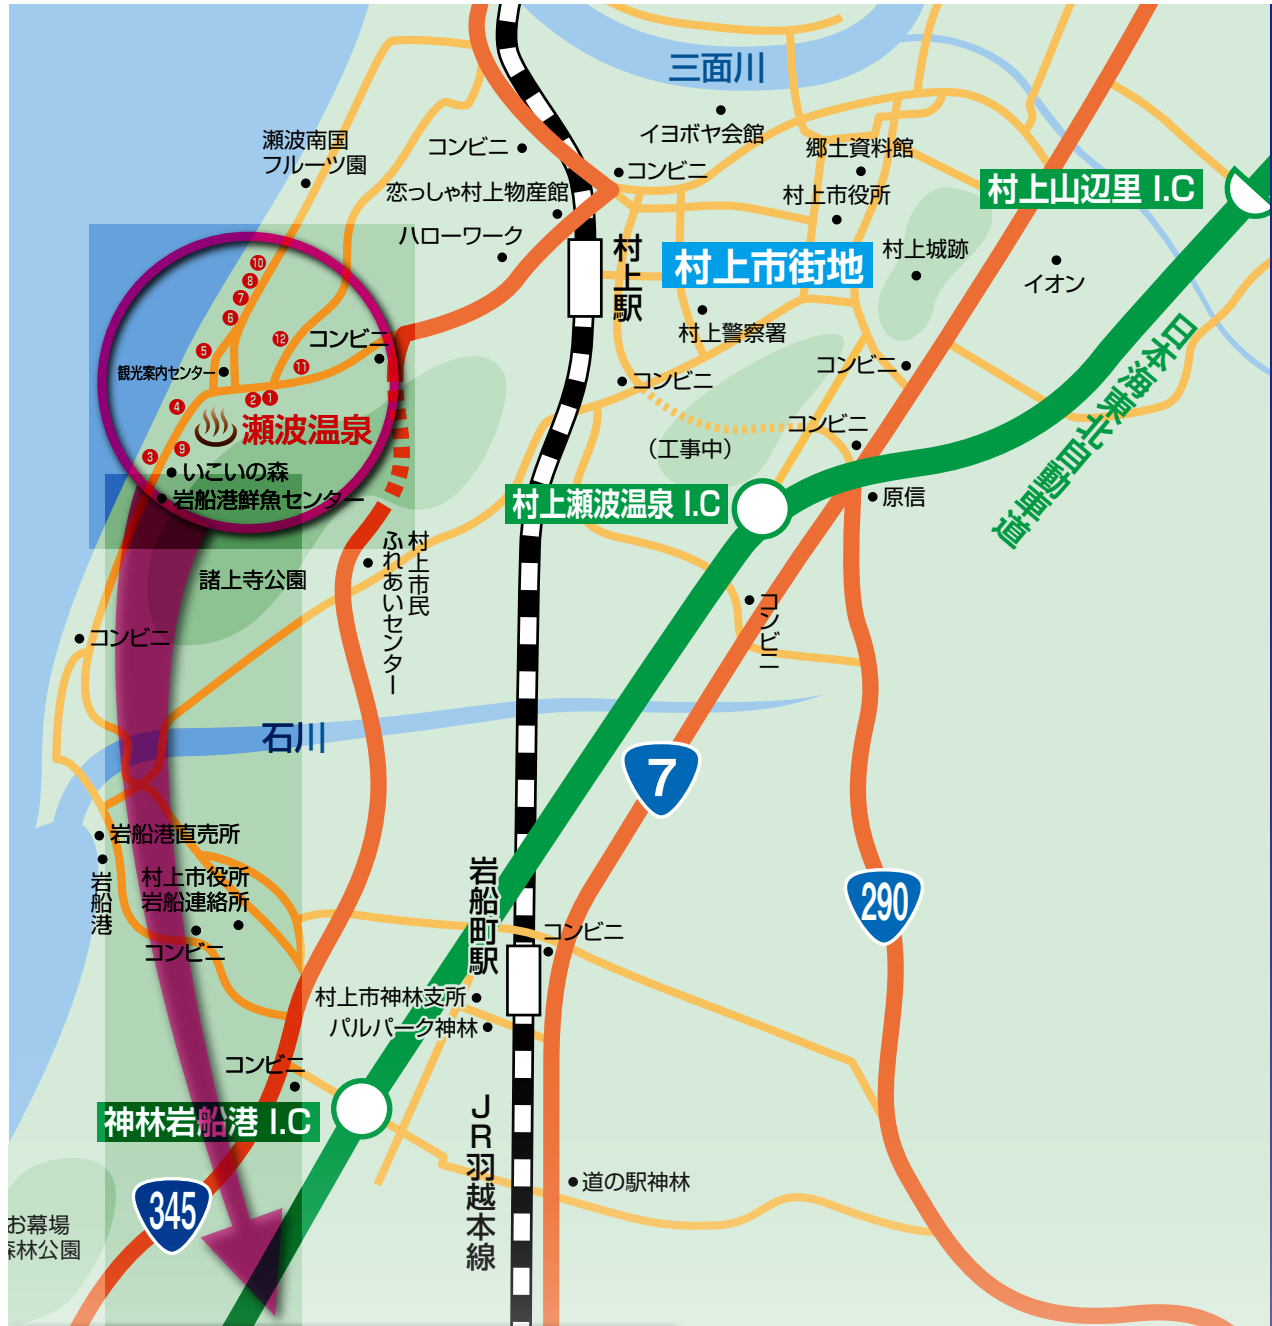 三面川
瀬波南国
フルーツ園
コンビニ
イヨボヤ会館
郷土資料館
コンビニ
村上山辺里 I.C
恋っしゃ村上物産館
村上市役所
ハローワーク
村上駅
村上市街地
村上城跡
イオン
村上警察署
日本海東北自動車道
10
8
7
6
12
コンビニ
5
11
観光案内センター
コンビニ
コンビニ
2
1
4
瀬波温泉
コンビニ
9
3
(工事中)
いこいの森
岩船港鮮魚センター
村上瀬波温泉 I.C
原信
村上市民
ふれあいセンター
諸上寺公園
コンビニ
コンビニ
石川
7
岩船港直売所
岩船港
村上市役所
岩船連絡所
コンビニ
岩船町駅
コンビニ
290
村上市神林支所
パルパーク神林
コンビニ
神林岩船港 I.C
JR羽越本線
道の駅神林
345
お幕場
森林公園